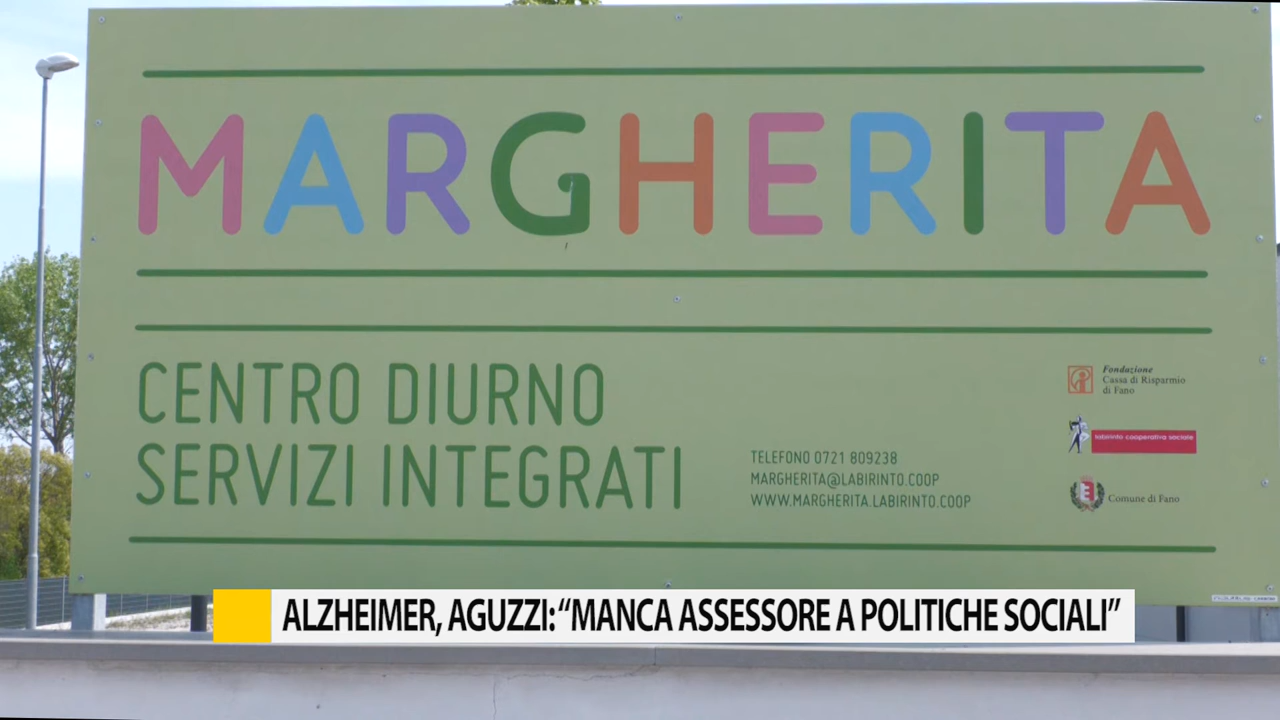 MARGHERITA
CENTRO DIURNO
SERVIZI INTEGRATI
TELEFONO 0721 809238
MARGHERITA@LABIRINTO.COOP
WWW.MARGHERITA.LABIRINTO.COOP
Fondazione
Cassa di Risparmio
di Fano
labirinto cooperativa sociale
Comune di Fano
ALZHEIMER, AGUZZI: “MANCA ASSESSORE A POLITICHE SOCIALI”